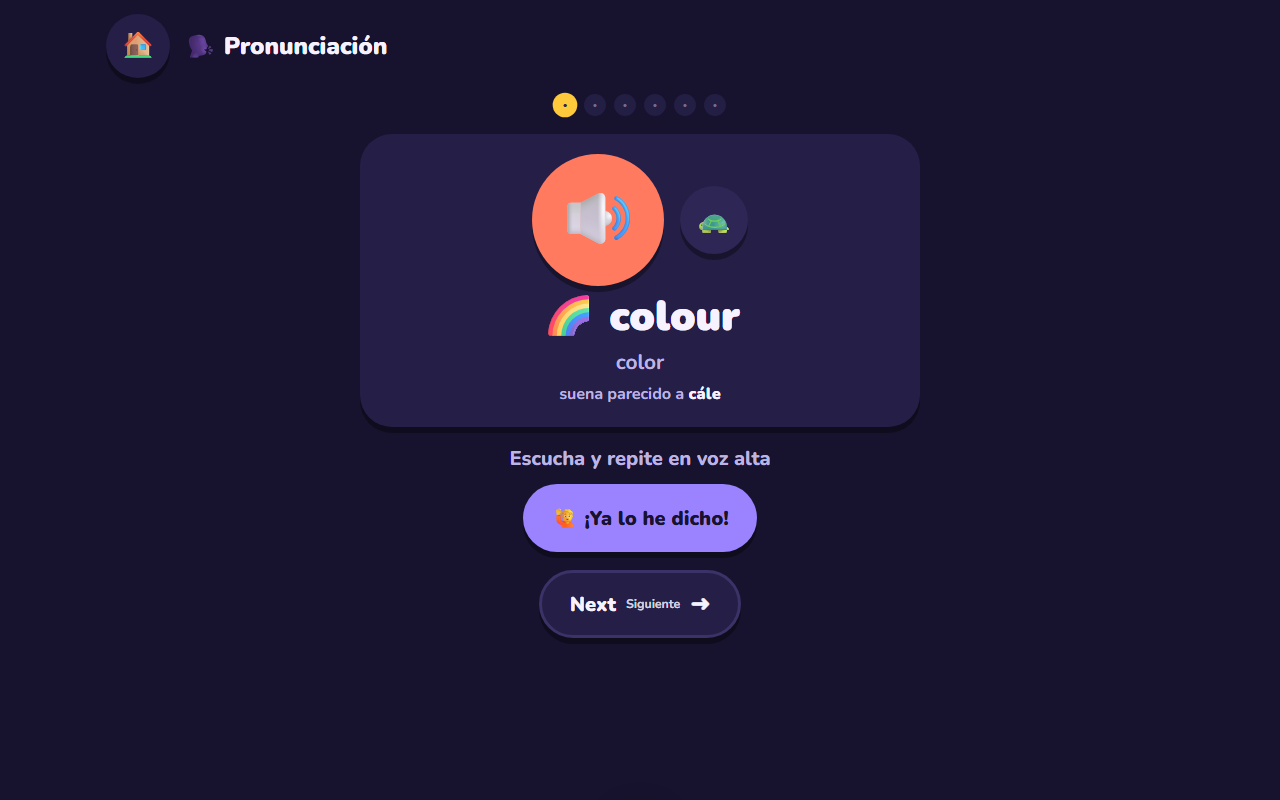 Pronunciación
colour
color
suena parecido a cále
Escucha y repite en voz alta
¡Ya lo he dicho!
Next Siguiente ➜